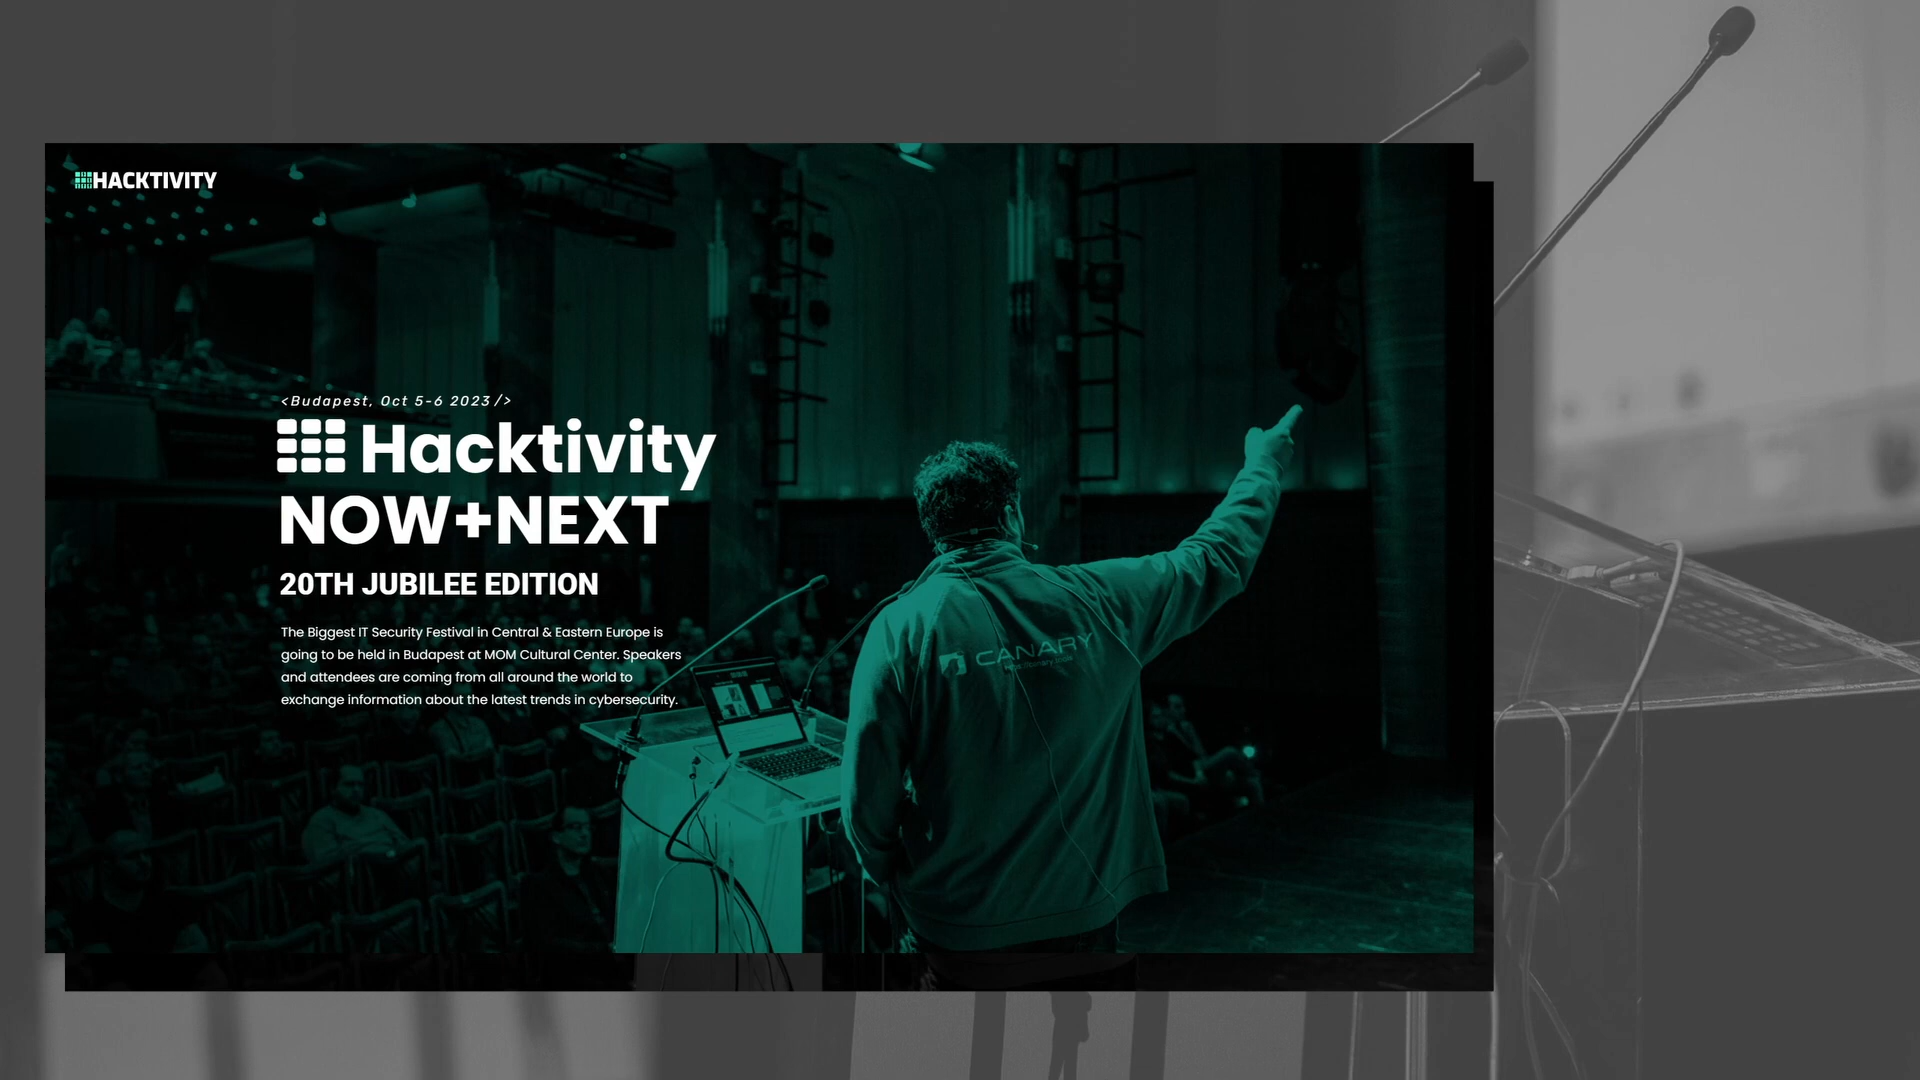 HACKTIVITY
<Budapest, Oct 5-6 2023/>
Hacktivity
NOW+NEXT
20TH JUBILEE EDITION
The Biggest IT Security Festival in Central & Eastern Europe is
going to be held in Budapest at MOM Cultural Center. Speakers
and attendees are coming from all around the world to
exchange information about the latest trends in cybersecurity.
CANARY